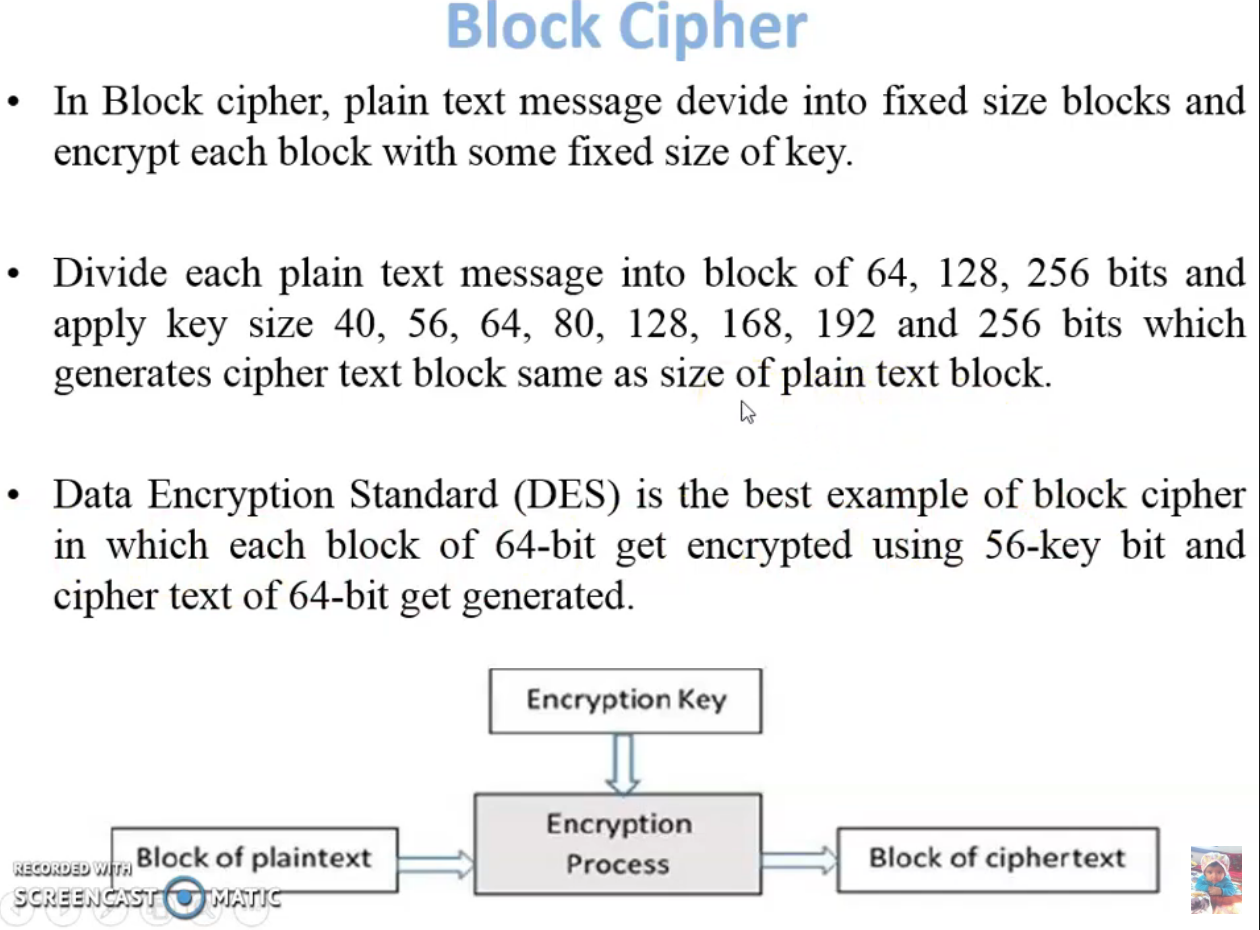 Block Cipher
• In Block cipher, plain text message devide into fixed size blocks and
encrypt each block with some fixed size of key.
• Divide each plain text message into block of 64, 128, 256 bits and
apply key size 40, 56, 64, 80, 128, 168, 192 and 256 bits which
generates cipher text block same as size of plain text block.
• Data Encryption Standard (DES) is the best example of block cipher
in which each block of 64-bit get encrypted using 56-key bit and
cipher text of 64-bit get generated.
Encryption Key
Encryption
Process
Block of plaintext
Block of ciphertext
RECORDED WITH
SCREENCAST MATIC